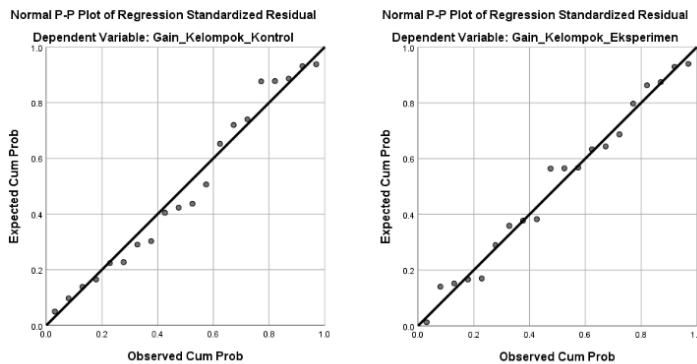 Normal P-P Plot of Regression Standardized Residual
Dependent Variable: Gain_Kelompok_Kontrol
1.0
0.8
0.6
0.4
0.2
0.0
Expected Cum Prob
0.0 0.2 0.4 0.6 0.8 1.0
Observed Cum Prob
Normal P-P Plot of Regression Standardized Residual
Dependent Variable: Gain_Kelompok_Eksperimen
1.0
0.8
0.6
0.4
0.2
0.0
Expected Cum Prob
0.0 0.2 0.4 0.6 0.8 1.0
Observed Cum Prob